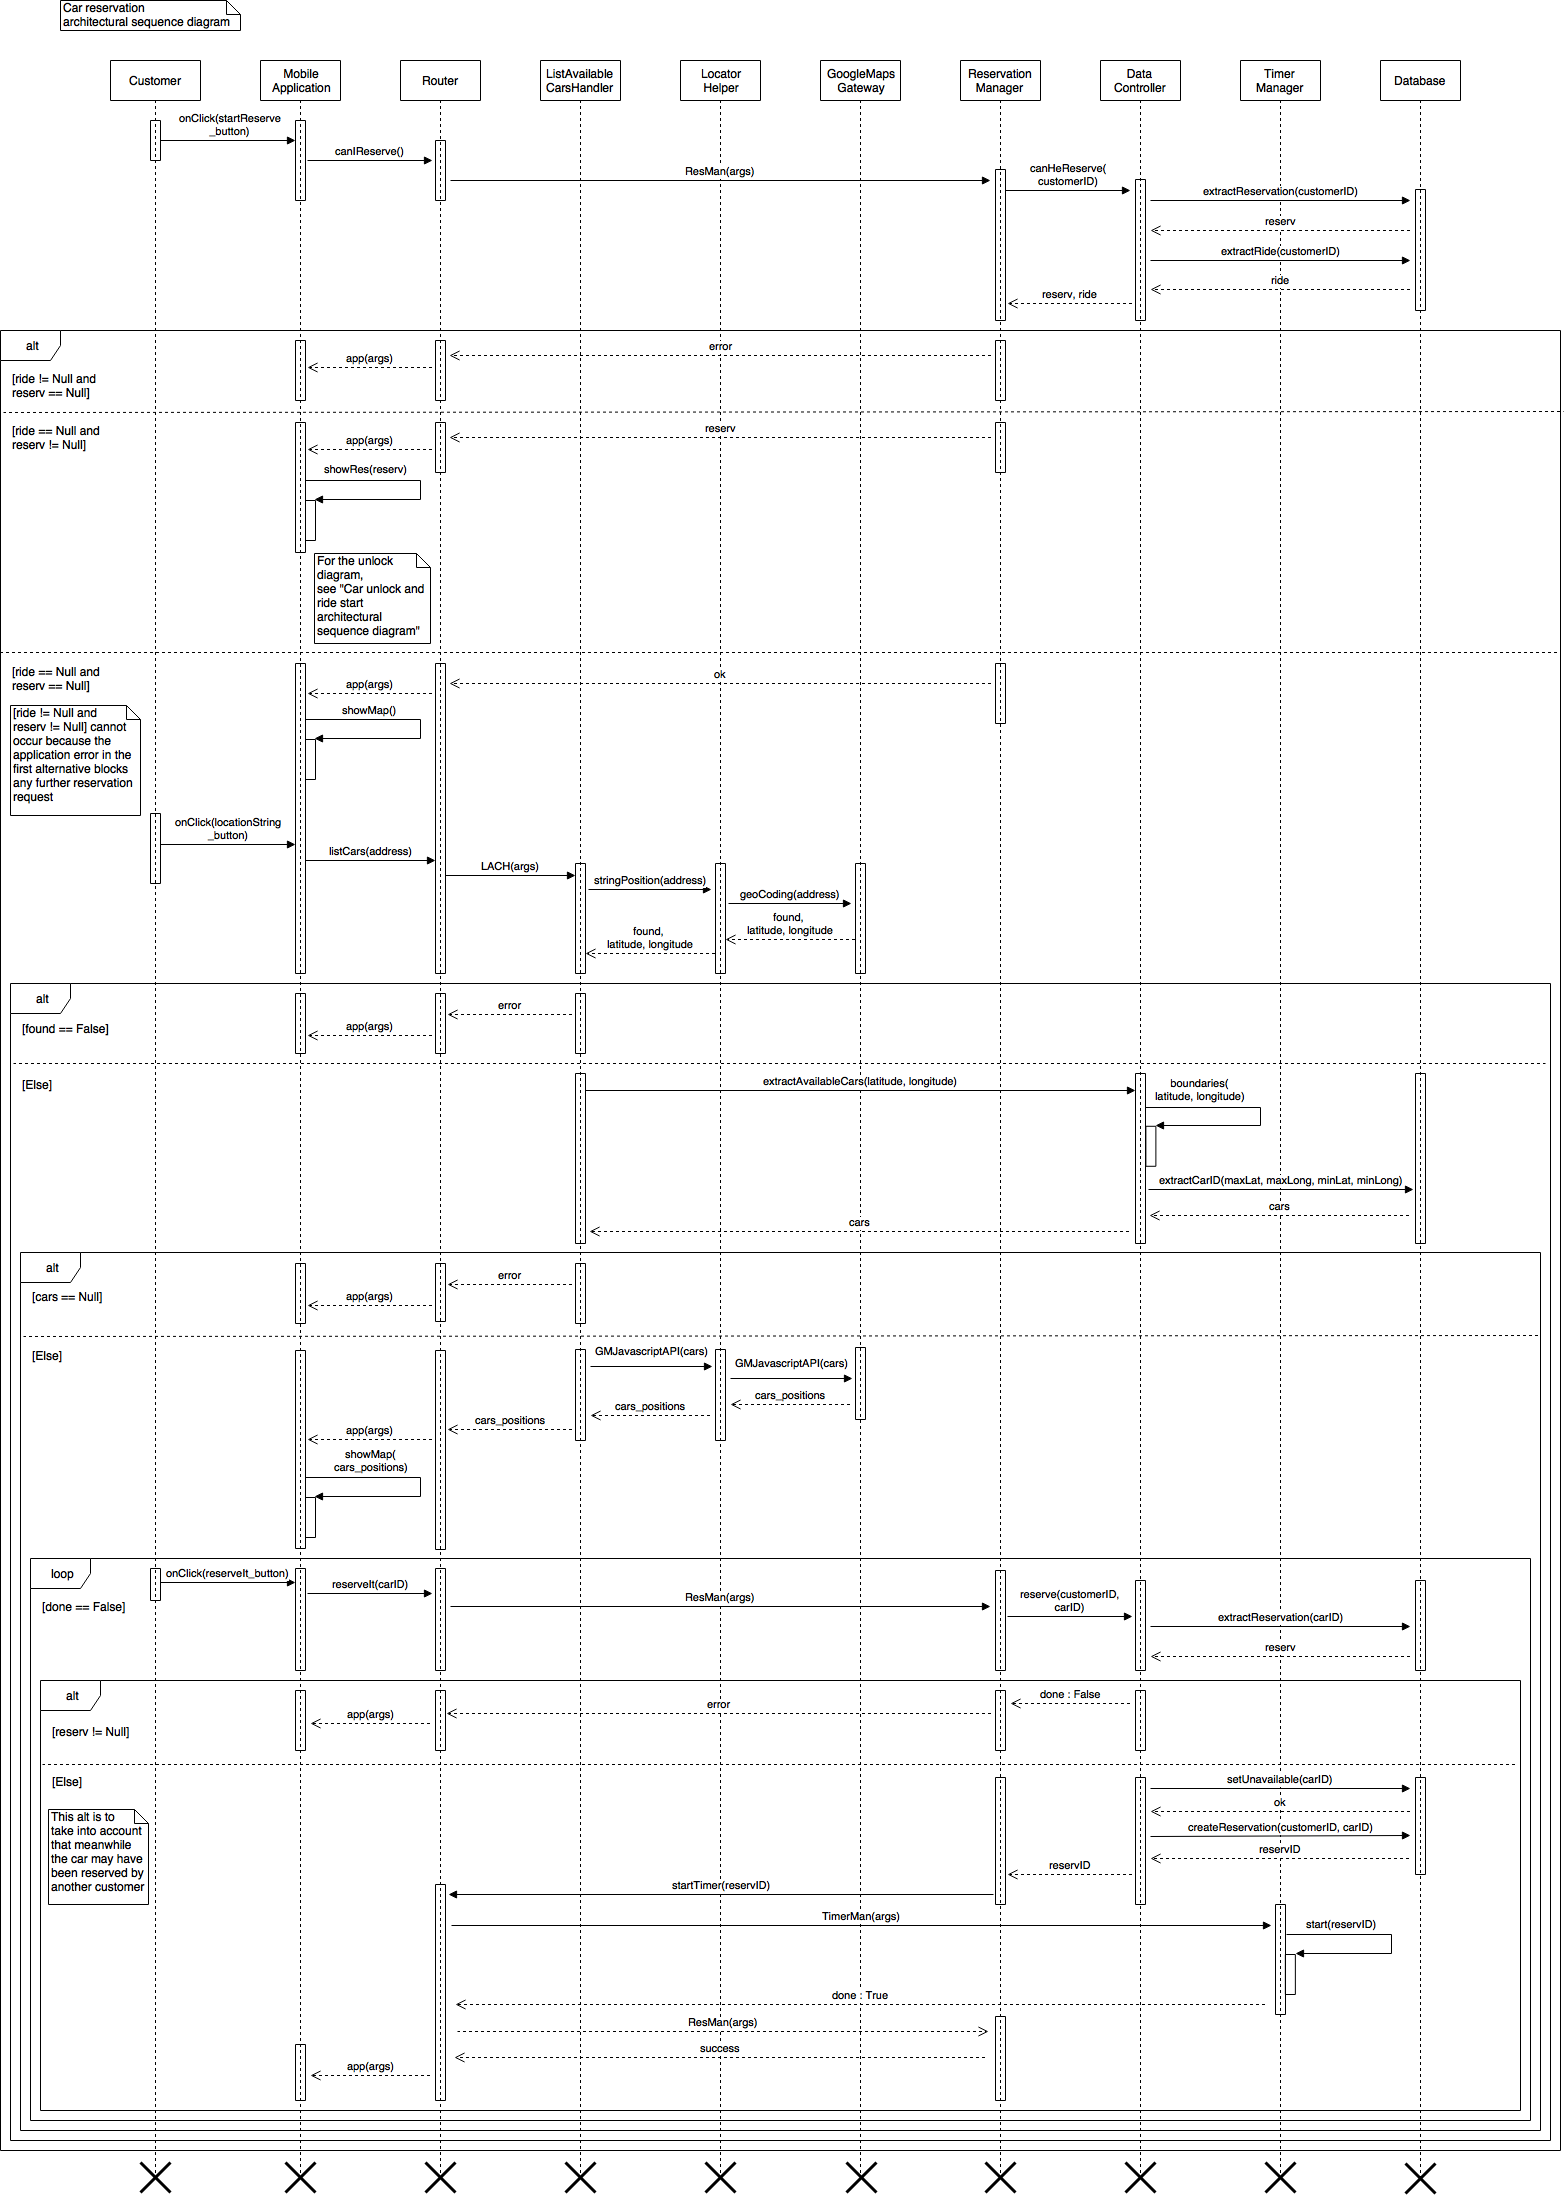 Car reservation
architectural sequence diagram
Customer
Mobile
Application
Router
ListAvailable
CarsHandler
Locator
Helper
GoogleMaps
Gateway
Reservation
Manager
Data
Controller
Timer
Manager
Database
onClick(startReserve
_button)
canIReserve()
ResMan(args)
canHeReserve(
customerID)
extractReservation(customerID)
reserv
extractRide(customerID)
ride
reserv, ride
alt
[ride != Null and
reserv == Null]
error
app(args)
[ride == Null and
reserv != Null]
reserv
app(args)
showRes(reserv)
For the unlock
diagram,
see "Car unlock and
ride start
architectural
sequence diagram"
[ride == Null and
reserv == Null]
ok
app(args)
showMap()
[ride != Null and
reserv != Null] cannot
occur because the
application error in the
first alternative blocks
any further reservation
request
onClick(locationString
_button)
listCars(address)
LACH(args)
stringPosition(address)
geoCoding(address)
found,
latitude, longitude
found,
latitude, longitude
alt
[found == False]
error
app(args)
[Else]
extractAvailableCars(latitude, longitude)
boundaries(
latitude, longitude)
extractCarID(maxLat, maxLong, minLat, minLong)
cars
cars
alt
[cars == Null]
error
app(args)
[Else]
GMJavascriptAPI(cars)
GMJavascriptAPI(cars)
cars_positions
cars_positions
cars_positions
app(args)
showMap(
cars_positions)
loop
[done == False]
onClick(reserveIt_button)
reserveIt(carID)
ResMan(args)
reserve(customerID,
carID)
extractReservation(carID)
reserv
alt
[reserv != Null]
done : False
error
app(args)
[Else]
This alt is to
take into account
that meanwhile
the car may have
been reserved by
another customer
setUnavailable(carID)
ok
createReservation(customerID, carID)
reservID
reservID
startTimer(reservID)
TimerMan(args)
start(reservID)
done : True
ResMan(args)
success
app(args)